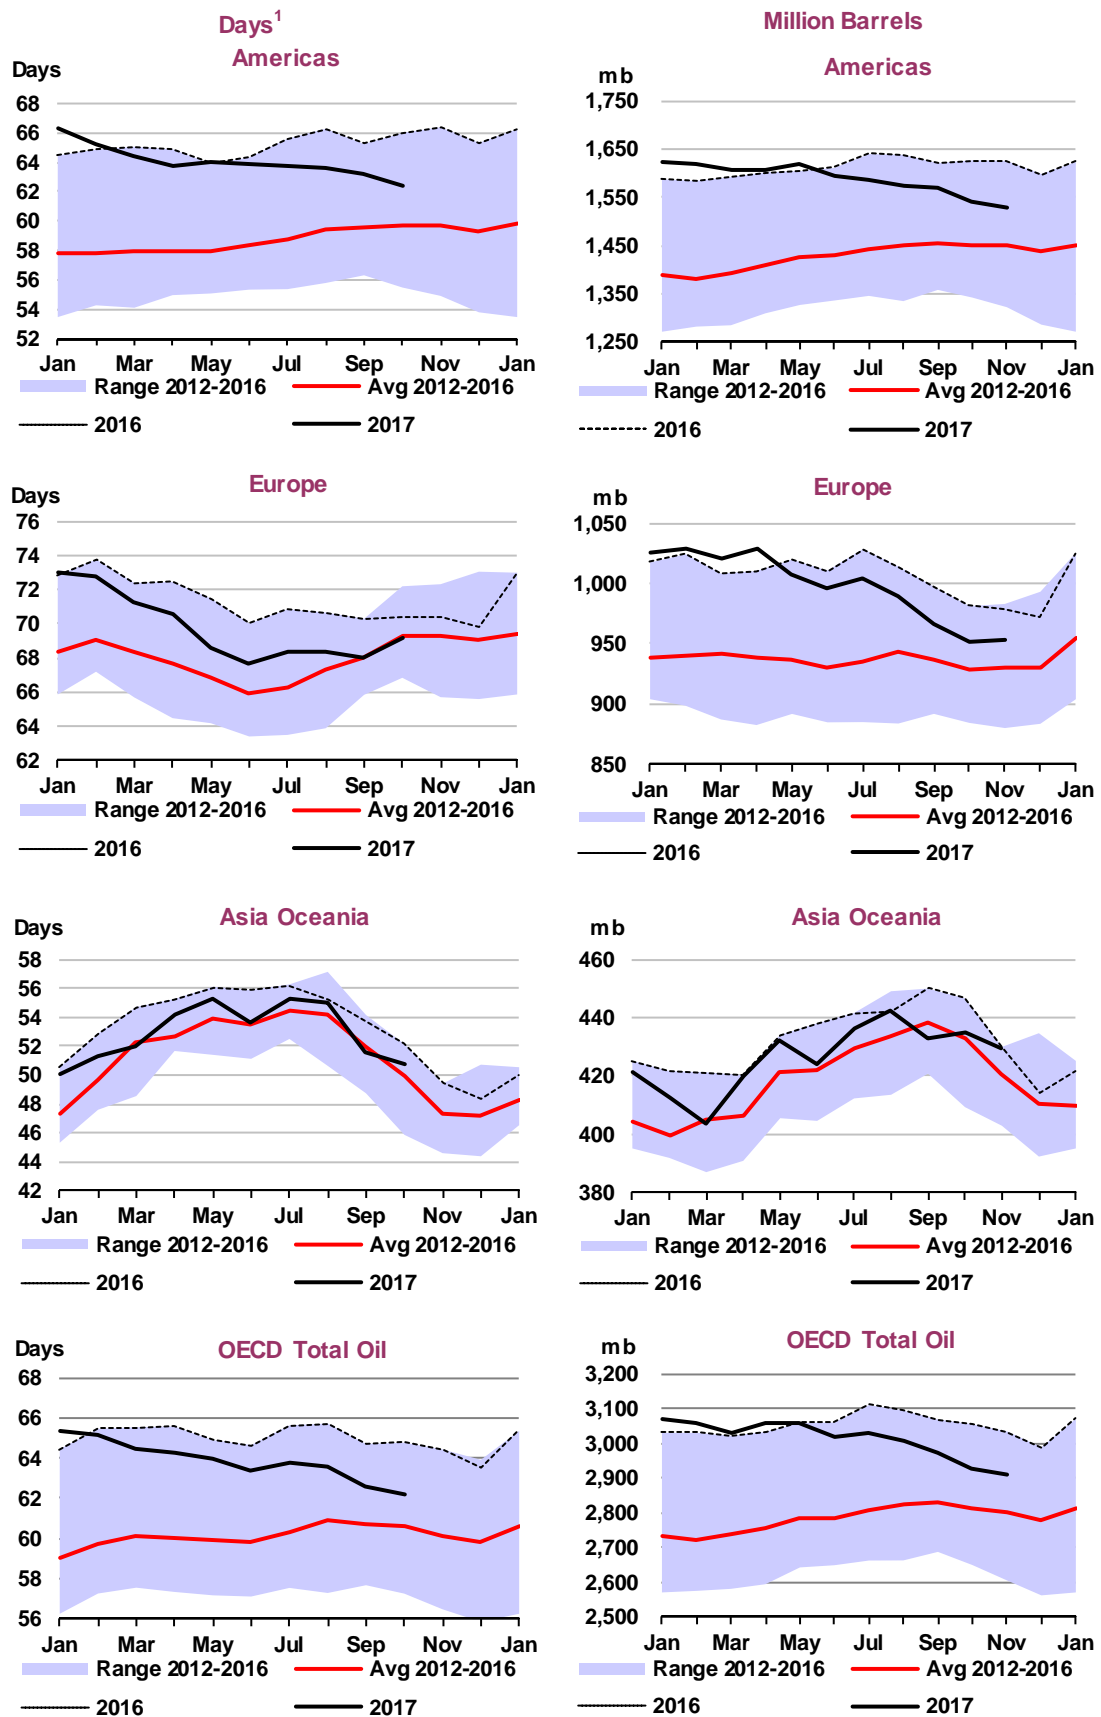 Days¹
Americas
Days
68
66
64
62
60
58
56
54
52
Jan Mar May Jul Sep Nov Jan
Range 2012-2016 Avg 2012-2016
2016 2017
Million Barrels
Americas
mb
1,750
1,650
1,550
1,450
1,350
1,250
Jan Mar May Jul Sep Nov Jan
Range 2012-2016 Avg 2012-2016
2016 2017
Europe
Days
76
74
72
70
68
66
64
62
Jan Mar May Jul Sep Nov Jan
Range 2012-2016 Avg 2012-2016
2016 2017
Europe
mb
1,050
1,000
950
900
850
Jan Mar May Jul Sep Nov Jan
Range 2012-2016 Avg 2012-2016
2016 2017
Asia Oceania
Days
58
56
54
52
50
48
46
44
42
Jan Mar May Jul Sep Nov Jan
Range 2012-2016 Avg 2012-2016
2016 2017
Asia Oceania
mb
460
440
420
400
380
Jan Mar May Jul Sep Nov Jan
Range 2012-2016 Avg 2012-2016
2016 2017
OECD Total Oil
Days
68
66
64
62
60
58
56
Jan Mar May Jul Sep Nov Jan
Range 2012-2016 Avg 2012-2016
2016 2017
OECD Total Oil
mb
3,200
3,100
3,000
2,900
2,800
2,700
2,600
2,500
Jan Mar May Jul Sep Nov Jan
Range 2012-2016 Avg 2012-2016
2016 2017